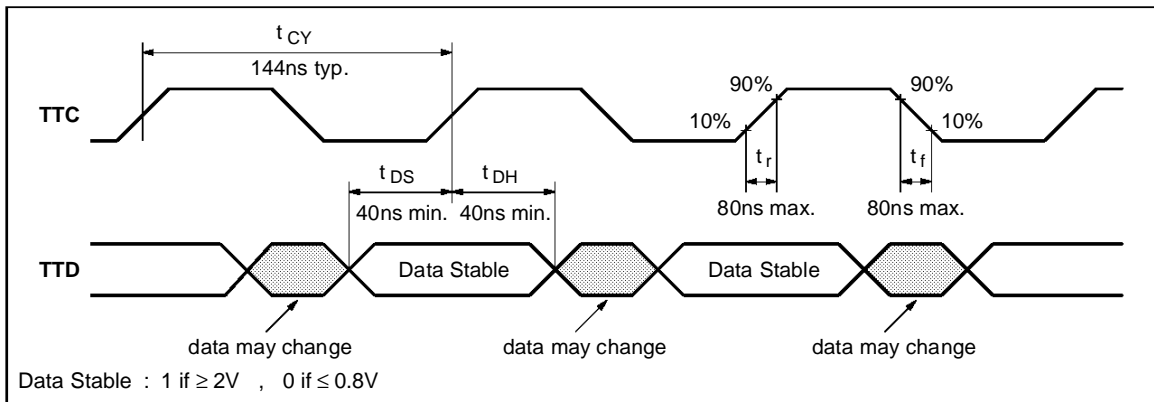 t CY
144ns typ.
TTC
90% 90%
10% 10%
t DS t DH t r t f
40ns min. 40ns min. 80ns max. 80ns max.
TTD Data Stable Data Stable
data may change data may change data may change
Data Stable : 1 if ≥ 2V , 0 if ≤ 0.8V